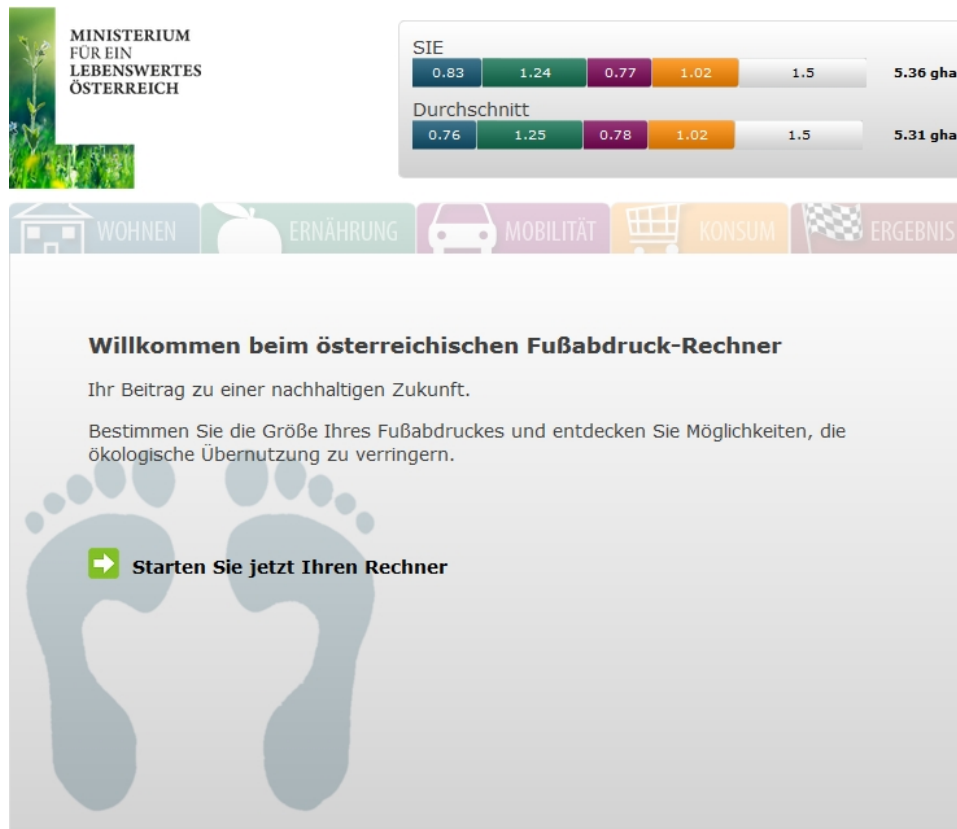 MINISTERIUM
FÜR EIN
LEBENSWERTES
ÖSTERREICH
SIE
0.83 1.24 0.77 1.02 1.5 5.36 gha
Durchschnitt
0.76 1.25 0.78 1.02 1.5 5.31 gha
WOHNEN ERNÄHRUNG MOBILITÄT KONSUM ERGEBNIS
Willkommen beim österreichischen Fußabdruck-Rechner
Ihr Beitrag zu einer nachhaltigen Zukunft.
Bestimmen Sie die Größe Ihres Fußabdruckes und entdecken Sie Möglichkeiten, die
ökologische Übernutzung zu verringern.
Starten Sie jetzt Ihren Rechner